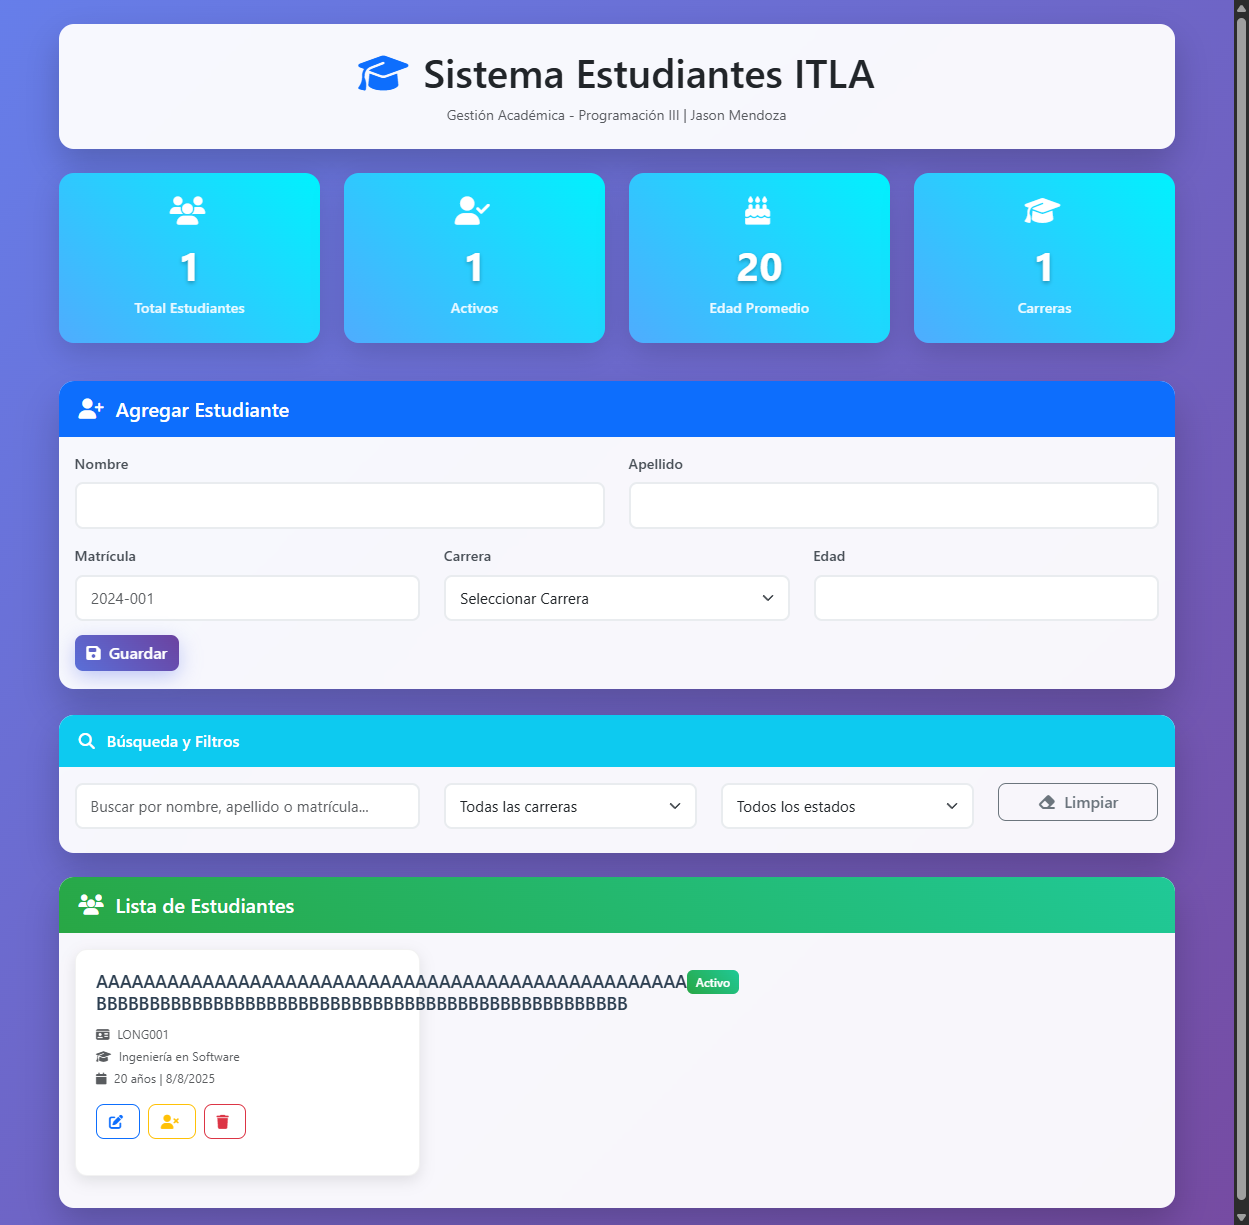 Sistema Estudiantes ITLA
Gestión Académica - Programación III | Jason Mendoza
1
Total Estudiantes
1
Activos
20
Edad Promedio
1
Carreras
Agregar Estudiante
Nombre
Apellido
Matrícula
Carrera
Edad
2024-001
Seleccionar Carrera
Guardar
Búsqueda y Filtros
Buscar por nombre, apellido o matrícula...
Todas las carreras
Todos los estados
Limpiar
Lista de Estudiantes
AAAAAAAAAAAAAAAAAAAAAAAAAAAAAAAAAAAAAAAAAAAAAAAAAA
Activo
BBBBBBBBBBBBBBBBBBBBBBBBBBBBBBBBBBBBBBBBBBBBBBBBBB
LONG001
Ingeniería en Software
20 años | 8/8/2025